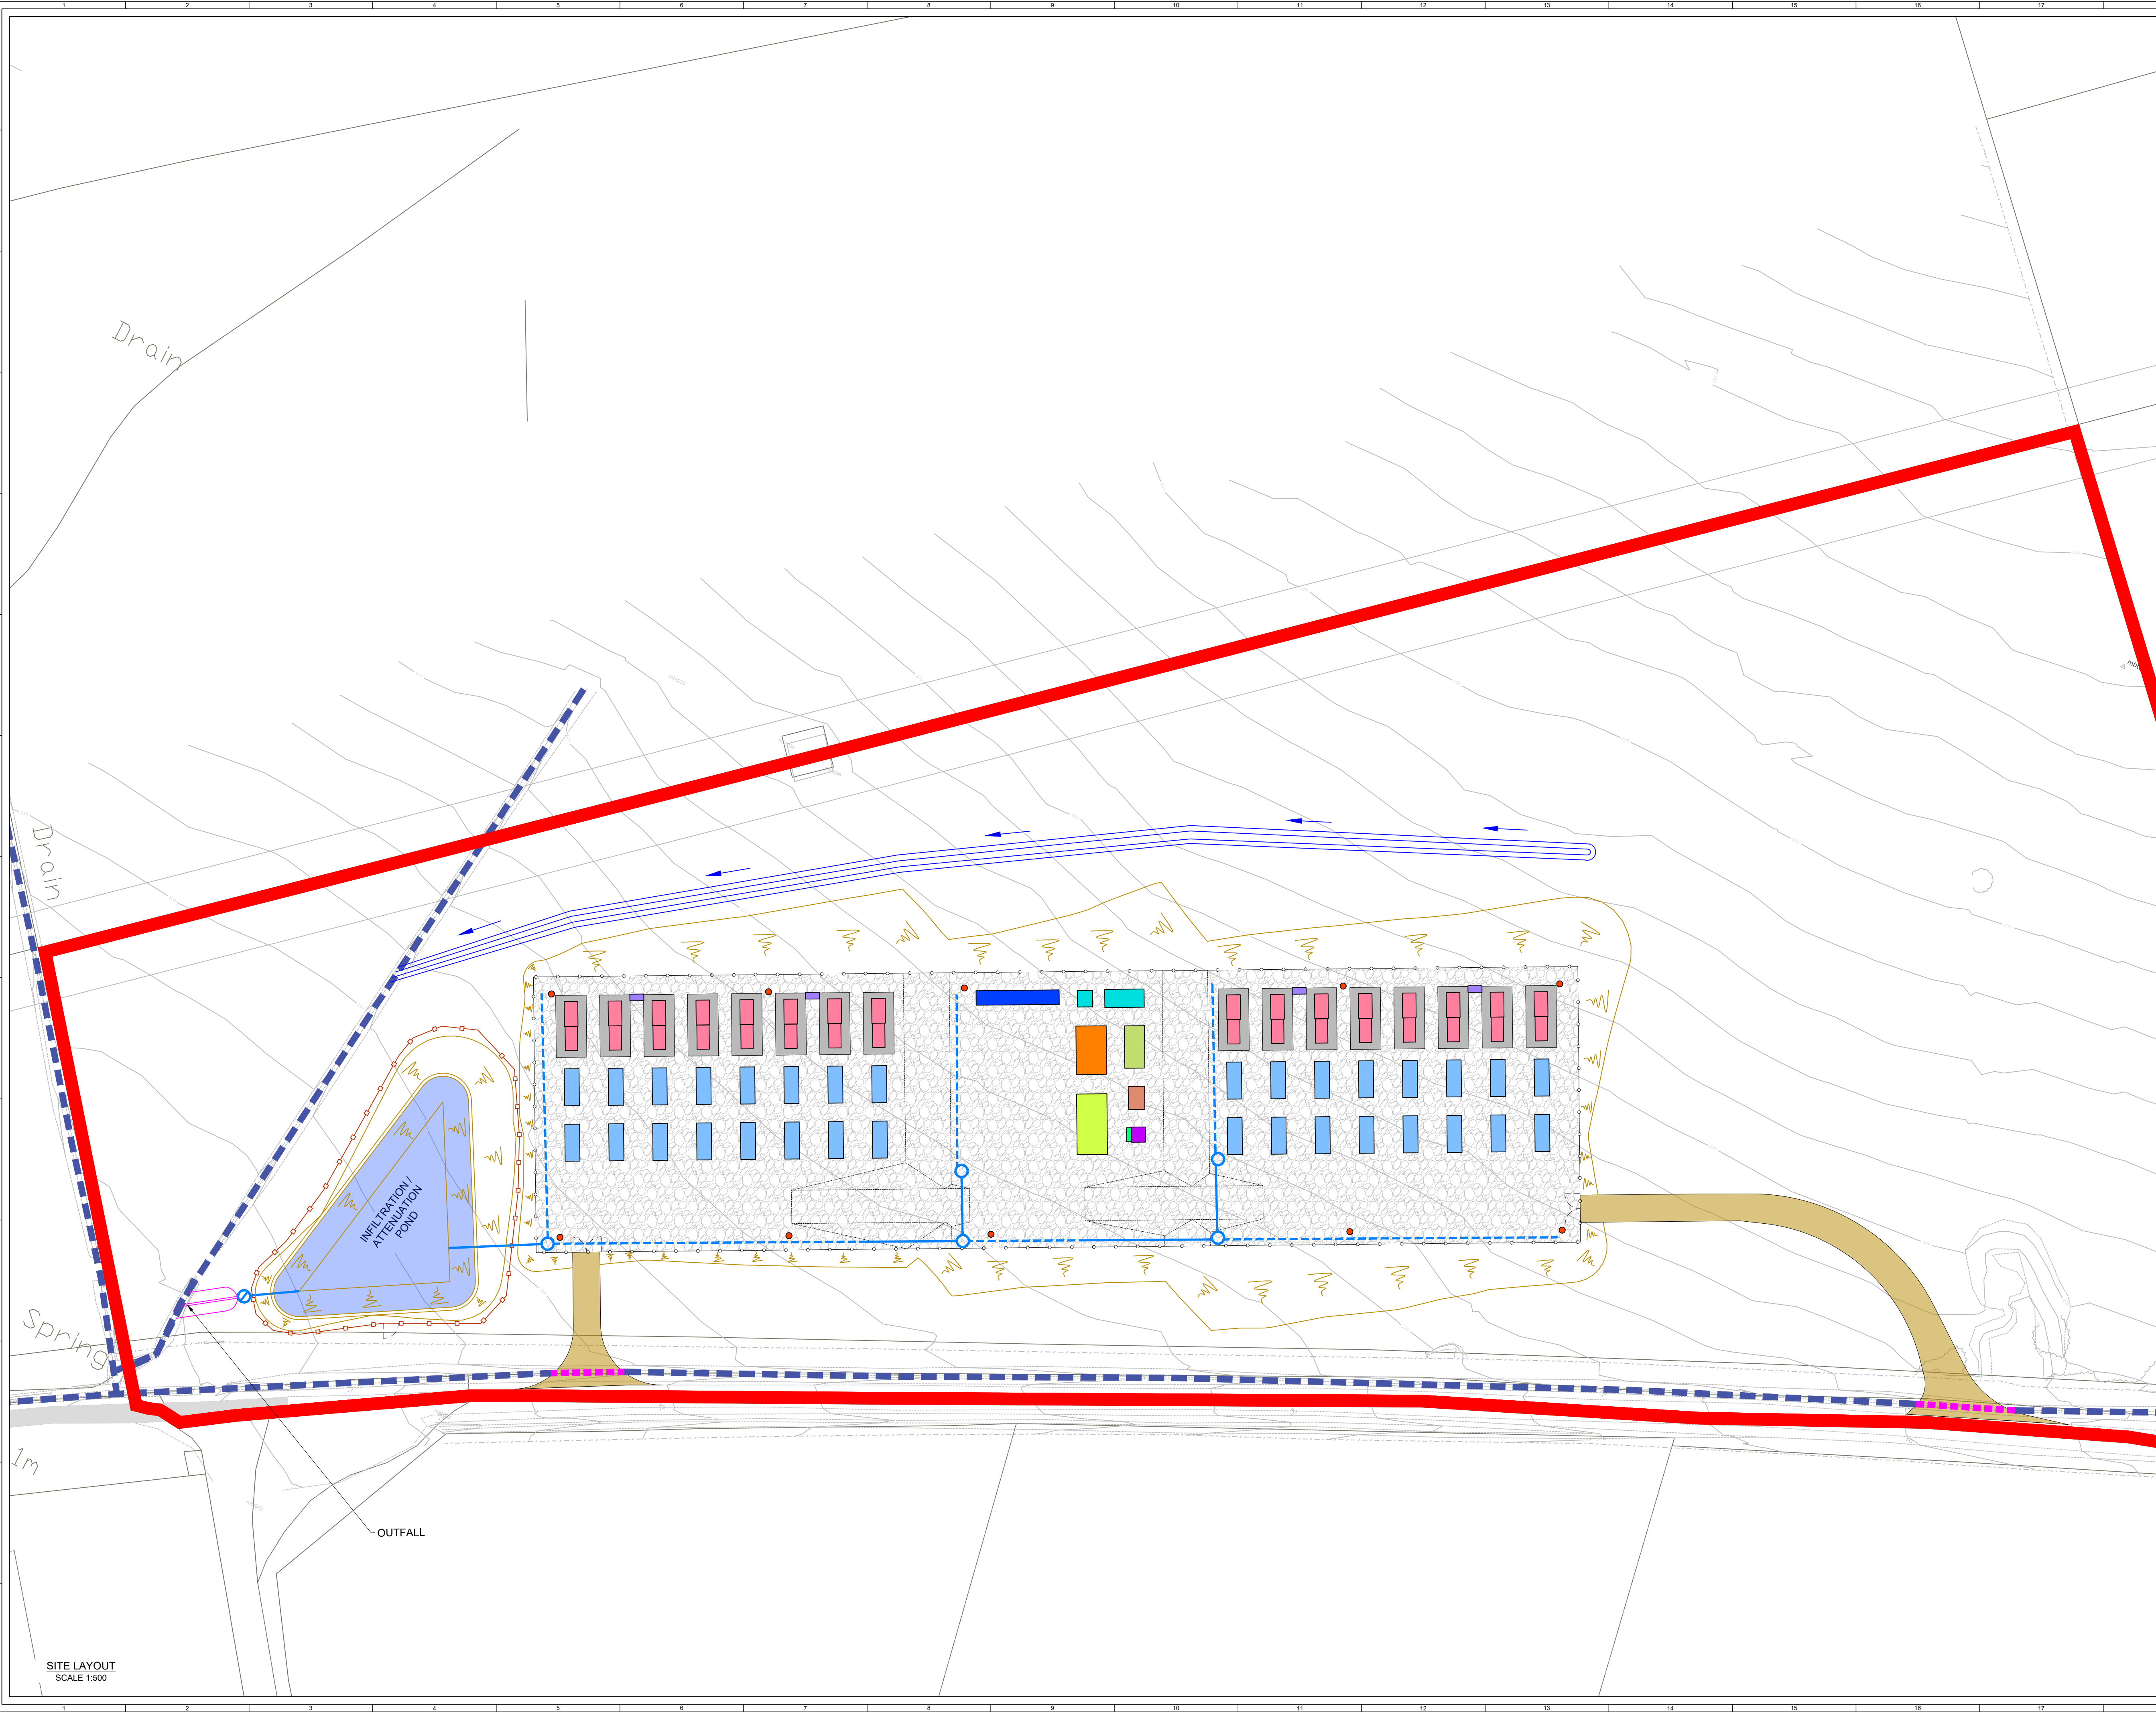 1 2 3 4 5 6 7 8 9 10 11 12 13 14 15 16 17
Drain
Drain
INFILTRATION /
ATTENUATION
POND
Spring
1m
OUTFALL
SITE LAYOUT
SCALE 1:500
1 2 3 4 5 6 7 8 9 10 11 12 13 14 15 16 17